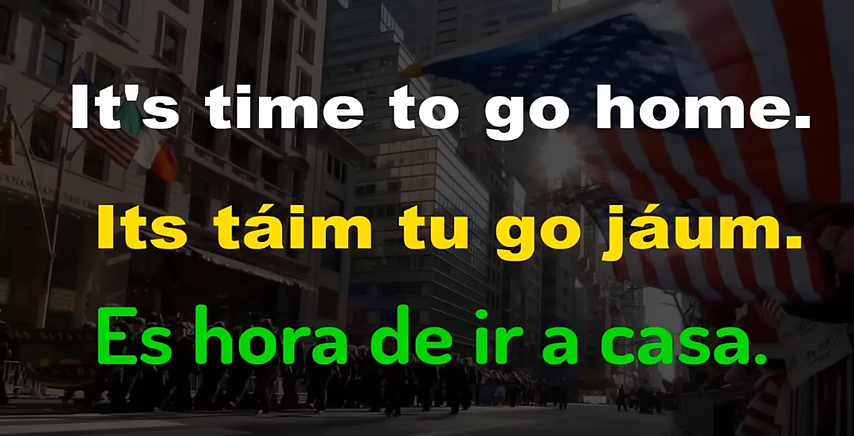 It's time to go home.
Its táim tu go jáum.
Es hora de ir a casa.